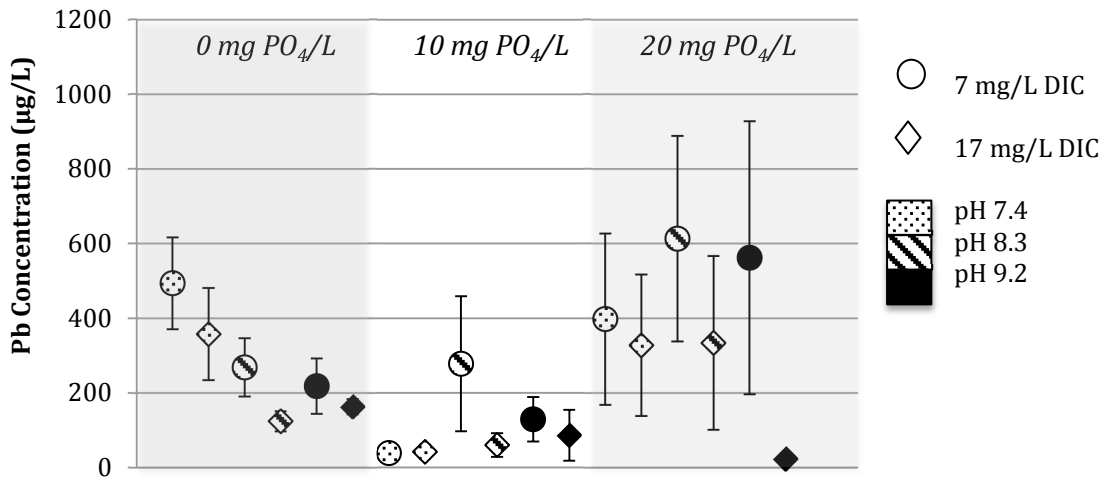 Pb Concentration (µg/L)
1200
1000
800
600
400
200
0
0 mg PO₄/L
10 mg PO₄/L
20 mg PO₄/L
7 mg/L DIC
17 mg/L DIC
pH 7.4
pH 8.3
pH 9.2